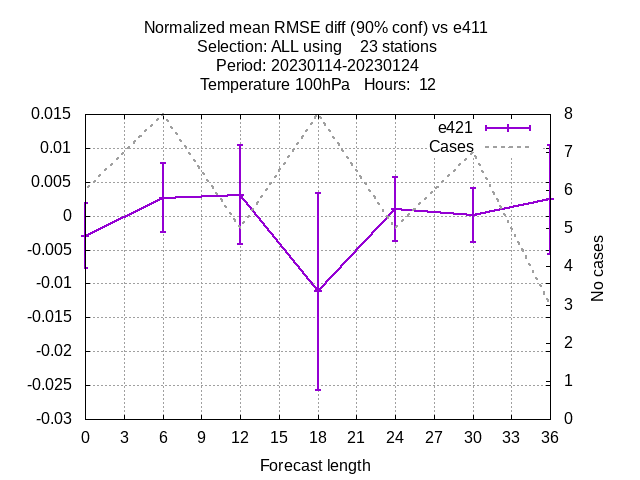 Normalized mean RMSE diff (90% conf) vs e411
Selection: ALL using    23 stations
Period: 20230114-20230124
Temperature 100hPa   Hours:  12
0.015
0.01
0.005
0
-0.005
-0.01
-0.015
-0.02
-0.025
-0.03
8
7
6
5
4
3
2
1
0
e421
Cases
No cases
0 3 6 9 12 15 18 21 24 27 30 33 36
Forecast length